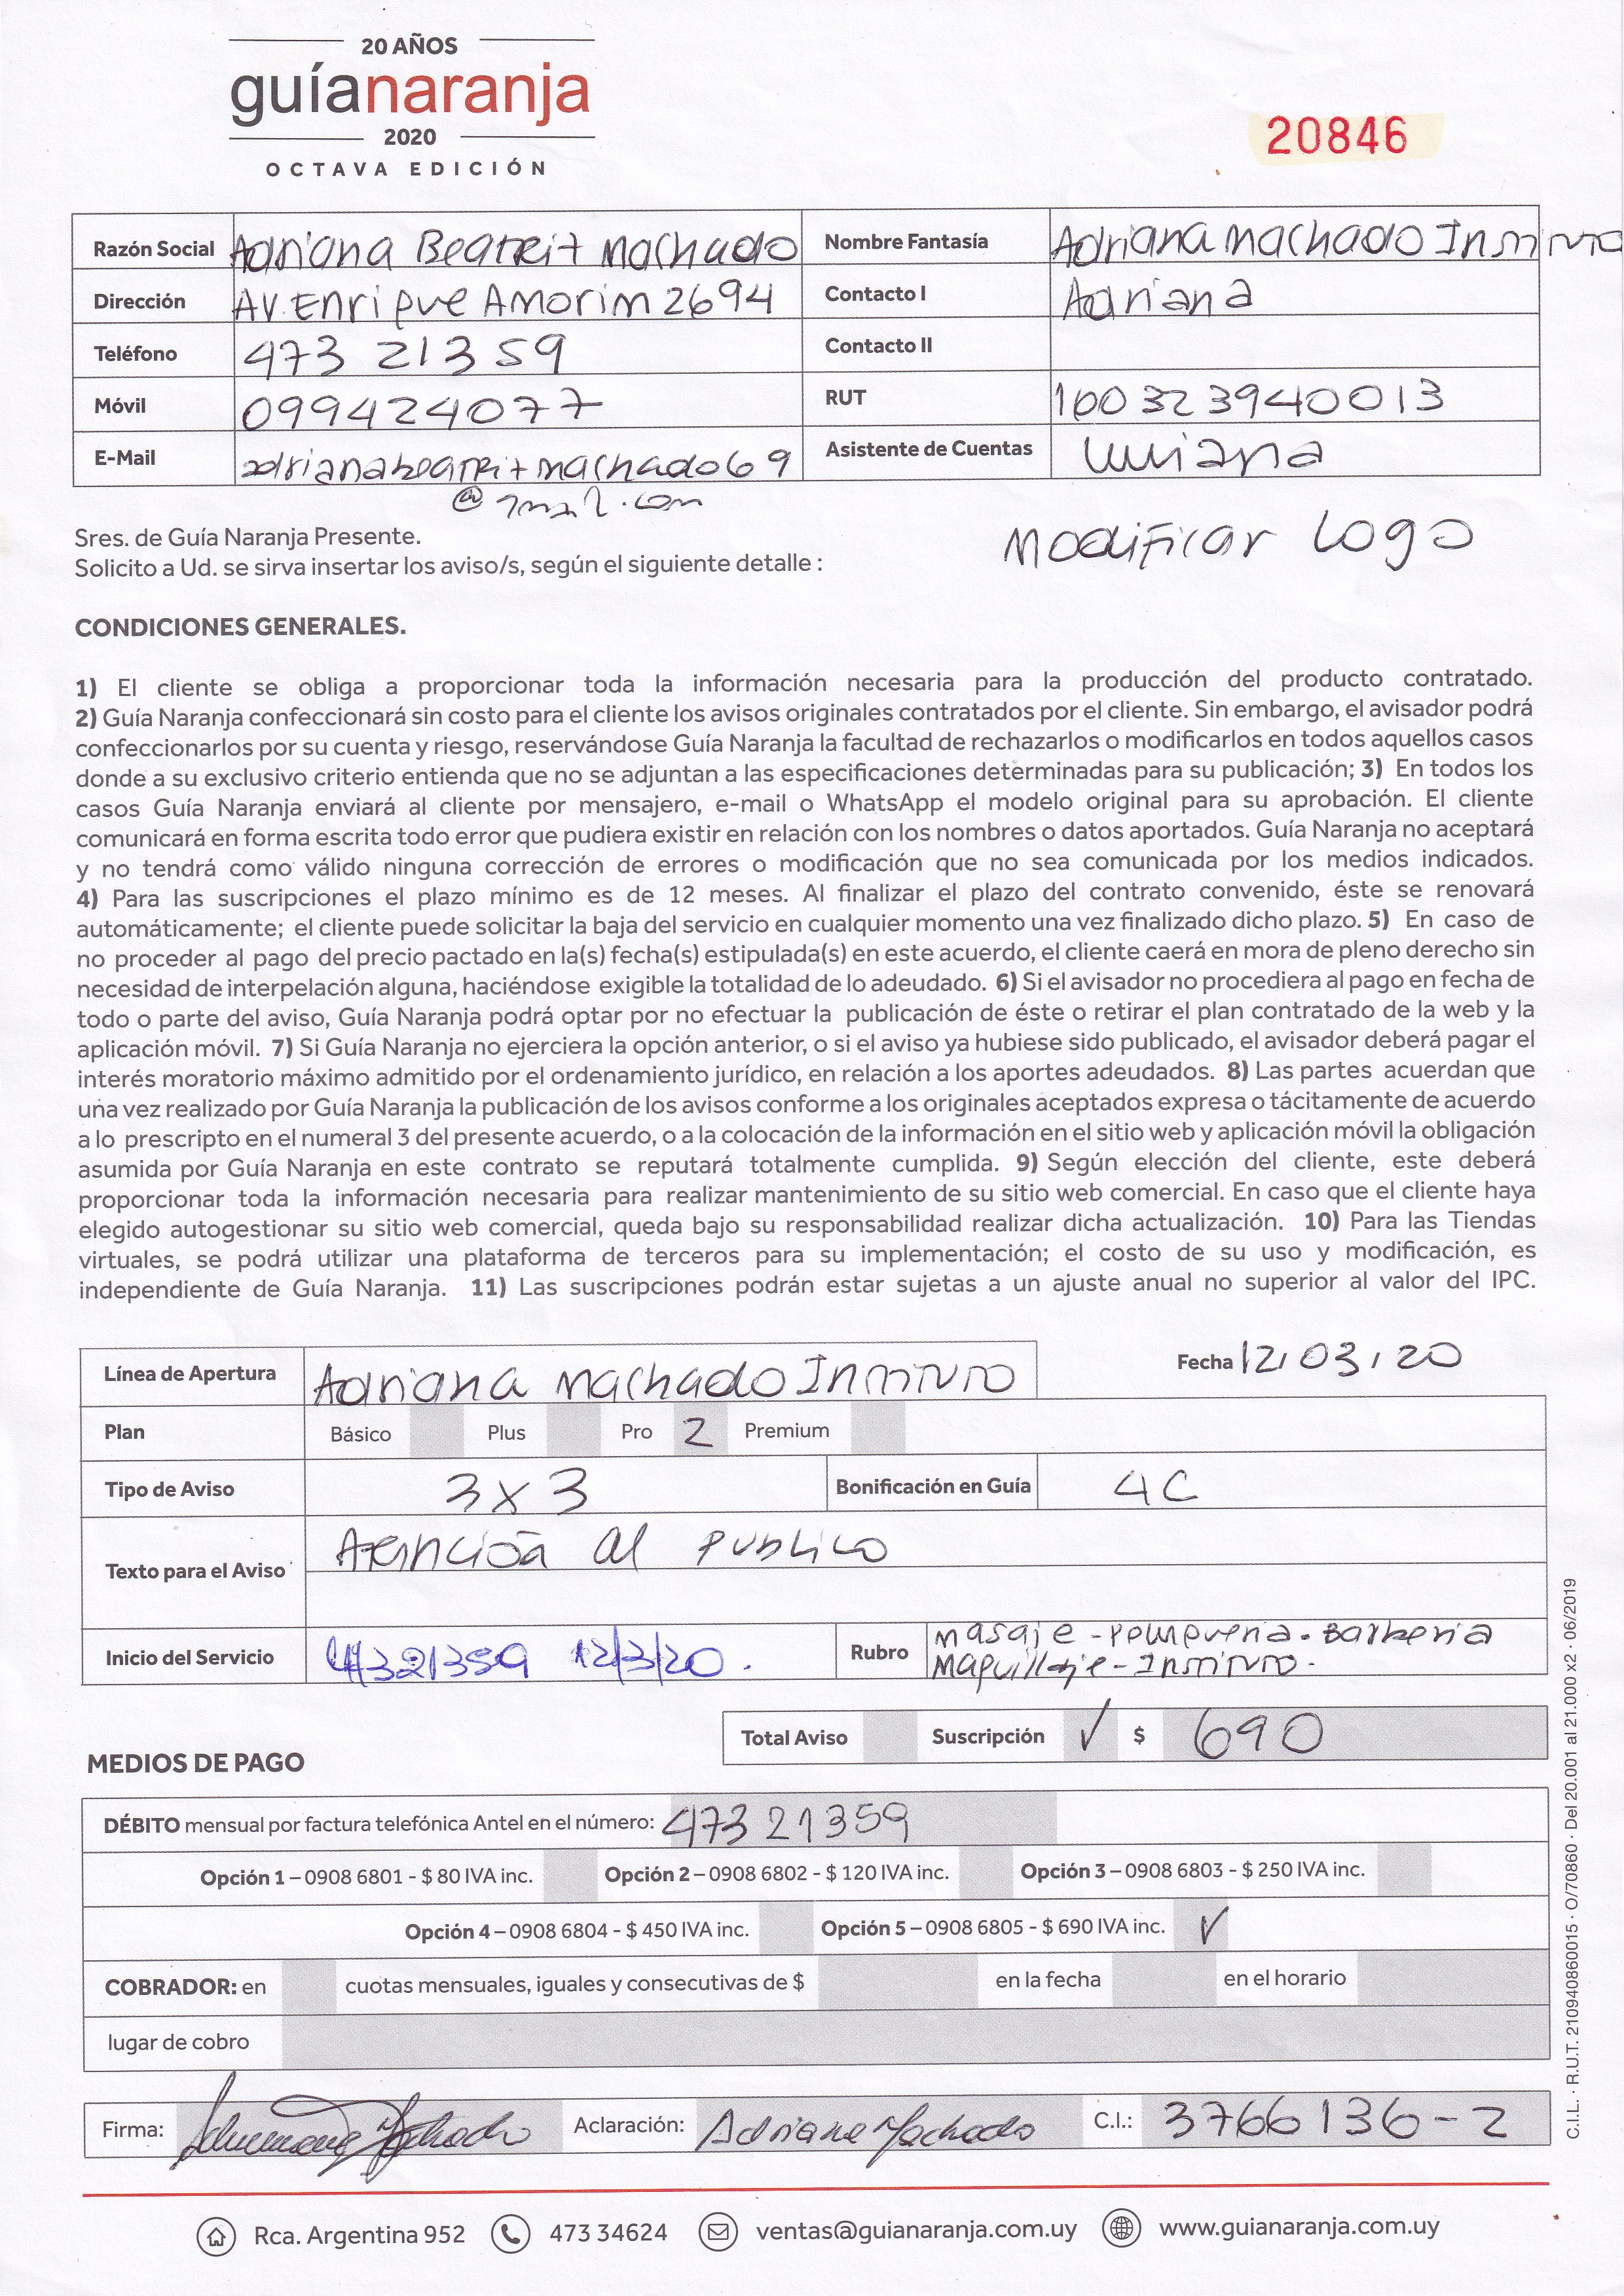 20 AÑOS
guíanaranja
2020
OCTAVA EDICIÓN
20846
Razón Social Adriana Beatriz Machado Nombre Fantasía Adriana Machado Instituto
Dirección AV. Enrique Amorim 2694 Contacto I Adriana
Teléfono 473 21359 Contacto II
Móvil 099424077 RUT 100323940013
E-Mail adrianabeatrizmachado69 Asistente de Cuentas
@gmail.com
Modificar Logo
Sres. de Guía Naranja Presente.
Solicito a Ud. se sirva insertar los aviso/s, según el siguiente detalle :
CONDICIONES GENERALES.
1) El cliente se obliga a proporcionar toda la información necesaria para la producción del producto contratado.
2) Guía Naranja confeccionará sin costo para el cliente los avisos originales contratados por el cliente. Sin embargo, el avisador podrá
confeccionarlos por su cuenta y riesgo, reservándose Guía Naranja la facultad de rechazarlos o modificarlos en todos aquellos casos
donde a su exclusivo criterio entienda que no se adjuntan a las especificaciones determinadas para su publicación; 3) En todos los
casos Guía Naranja enviará al cliente por mensajero, e-mail o WhatsApp el modelo original para su aprobación. El cliente
comunicará en forma escrita todo error que pudiera existir en relación con los nombres o datos aportados. Guía Naranja no aceptará
y no tendrá como válido ninguna corrección de errores o modificación que no sea comunicada por los medios indicados.
4) Para las suscripciones el plazo mínimo es de 12 meses. Al finalizar el plazo del contrato convenido, éste se renovará
automáticamente; el cliente puede solicitar la baja del servicio en cualquier momento una vez finalizado dicho plazo. 5) En caso de
no proceder al pago del precio pactado en la(s) fecha(s) estipulada(s) en este acuerdo, el cliente caerá en mora de pleno derecho sin
necesidad de interpelación alguna, haciéndose exigible la totalidad de lo adeudado. 6) Si el avisador no procediera al pago en fecha de
todo o parte del aviso, Guía Naranja podrá optar por no efectuar la publicación de éste o retirar el plan contratado de la web y la
aplicación móvil. 7) Si Guía Naranja no ejerciera la opción anterior, o si el aviso ya hubiese sido publicado, el avisador deberá pagar el
interés moratorio máximo admitido por el ordenamiento jurídico, en relación a los aportes adeudados. 8) Las partes acuerdan que
una vez realizado por Guía Naranja la publicación de los avisos conforme a los originales aceptados expresa o tácitamente de acuerdo
a lo prescripto en el numeral 3 del presente acuerdo, o a la colocación de la información en el sitio web y aplicación móvil la obligación
asumida por Guía Naranja en este contrato se reputará totalmente cumplida. 9) Según elección del cliente, este deberá
proporcionar toda la información necesaria para realizar mantenimiento de su sitio web comercial. En caso que el cliente haya
elegido autogestionar su sitio web comercial, queda bajo su responsabilidad realizar dicha actualización. 10) Para las Tiendas
virtuales, se podrá utilizar una plataforma de terceros para su implementación; el costo de su uso y modificación, es
independiente de Guía Naranja. 11) Las suscripciones podrán estar sujetas a un ajuste anual no superior al valor del IPC.
Línea de Apertura Adriana Machado Instituto Fecha 12/03/20
Plan Básico Plus Pro 2 Premium
Tipo de Aviso 3x3 Bonificación en Guía 4C
Texto para el Aviso Atención al publico
Inicio del Servicio 47321359 12/3/20. Rubro Masaje - Peluqueria - Barberia
Maquillaje - Instituto.
Total Aviso Suscripción ✓ $ 690
MEDIOS DE PAGO
DÉBITO mensual por factura telefónica Antel en el número: 473 21359
Opción 1 – 0908 6801 - $ 80 IVA inc. Opción 2 – 0908 6802 - $ 120 IVA inc. Opción 3 – 0908 6803 - $ 250 IVA inc.
Opción 4 – 0908 6804 - $ 450 IVA inc. Opción 5 – 0908 6805 - $ 690 IVA inc. ✓
COBRADOR: en cuotas mensuales, iguales y consecutivas de $ en la fecha en el horario
lugar de cobro
Firma: Aclaración: Adriana Machado C.I.: 3766136-2
Rca. Argentina 952 473 34624 ventas@guianaranja.com.uy www.guianaranja.com.uy
C.I.L. · R.U.T. 210940860015 · O/70860 · Del 20.001 al 21.000 x2 · 06/2019